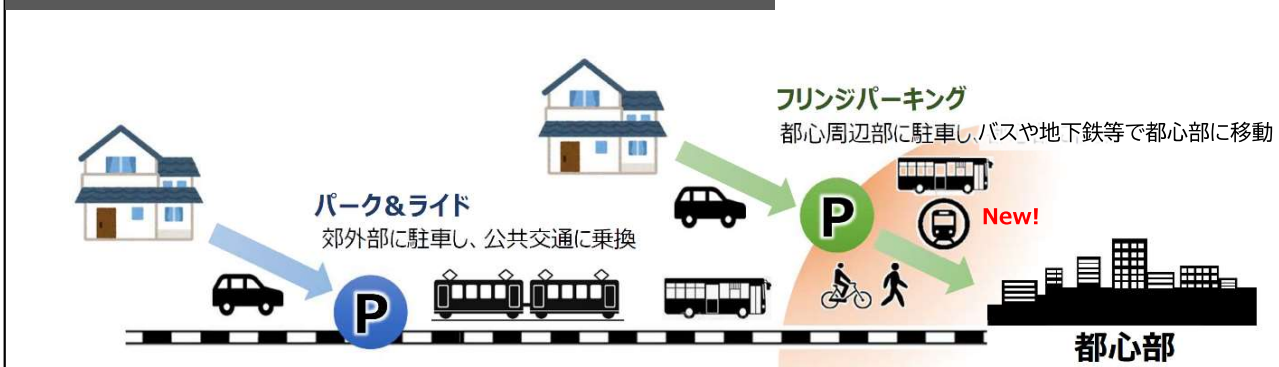 フリンジパーキング
都心周辺部に駐車し、バスや地下鉄等で都心部に移動
パーク&ライド
郊外部に駐車し、公共交通に乗換
P
New!
P
都心部